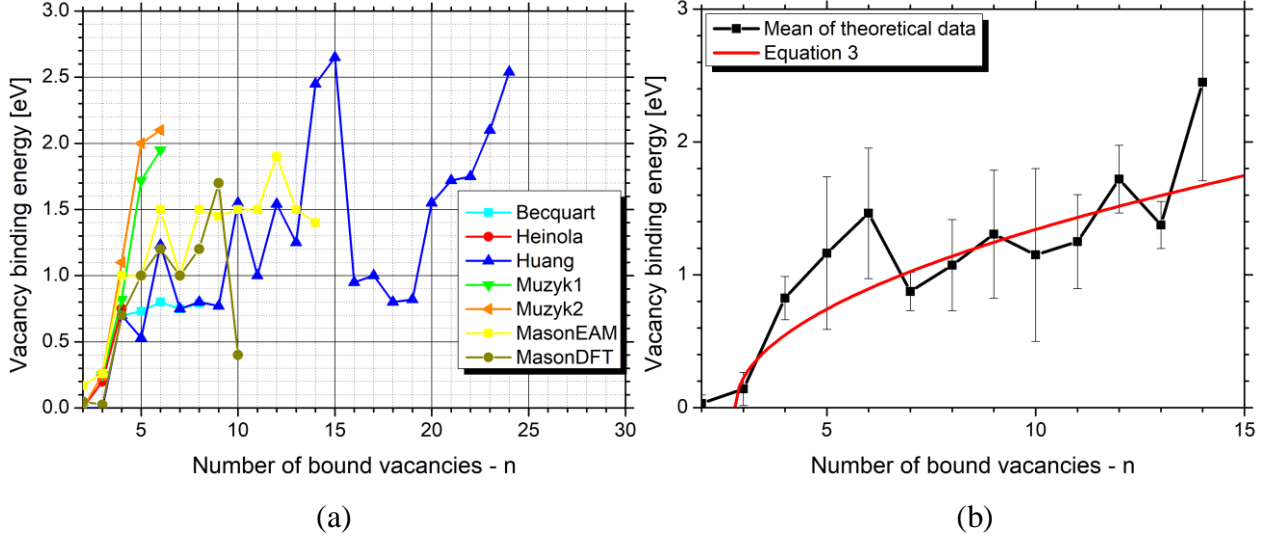 3.0
2.5
2.0
1.5
1.0
0.5
0.0
Vacancy binding energy [eV]
5
10
15
20
25
30
Number of bound vacancies - n
Becquart
Heinola
Huang
Muzyk1
Muzyk2
MasonEAM
MasonDFT
(a)
3
2
1
0
Vacancy binding energy [eV]
Mean of theoretical data
Equation 3
5
10
15
Number of bound vacancies - n
(b)